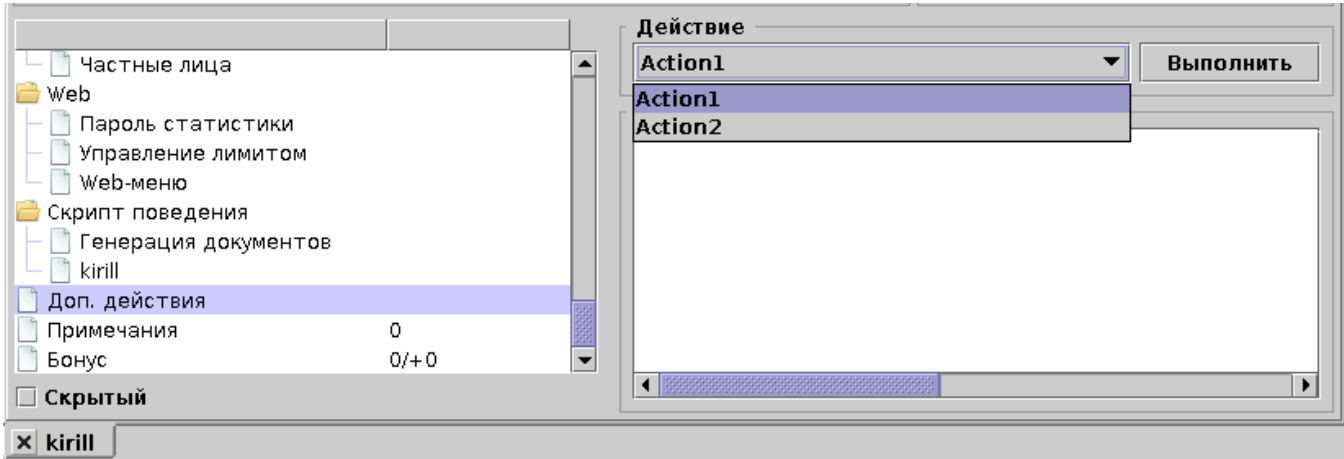 Частные лица
Web
Пароль статистики
Управление лимитом
Web-меню
Скрипт поведения
Генерация документов
kirill
Доп. действия
Примечания 0
Бонус 0/+0
Скрытый
Действие
Action1 Выполнить
Action1
Action2
kirill